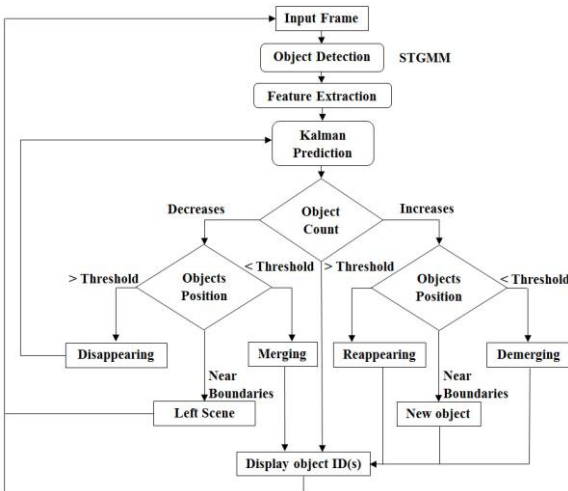 Input Frame
Object Detection STGMM
Feature Extraction
Kalman
Prediction
Decreases
Object
Count
Increases
> Threshold
Objects
Position
< Threshold
> Threshold
Objects
Position
< Threshold
Disappearing
Merging
Reappearing
Demerging
Near
Boundaries
Near
Boundaries
Left Scene
New object
Display object ID(s)